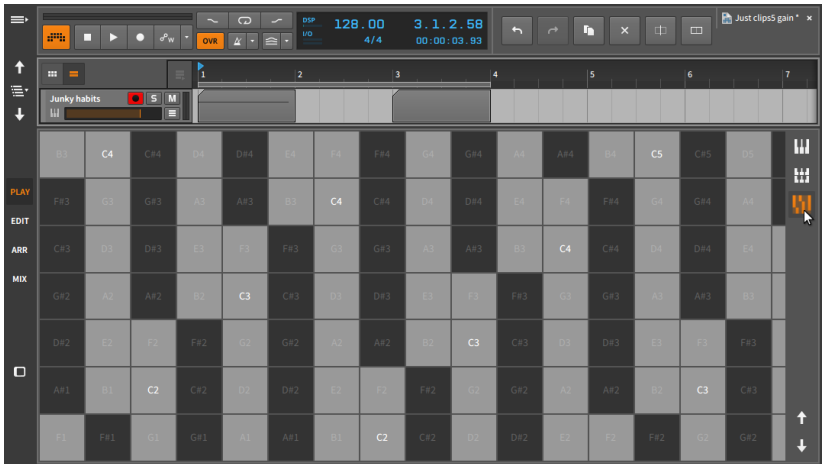 Just clips5 gain * ×
DSP 128.00 3.1.2.58
I/O 4/4 00:00:03.93
W
OVR
1 2 3 4 5 6 7
Junky habits S M
B3 C4 C#4 D4 D#4 E4 F4 F#4 G4 G#4 A4 A#4 B4 C5 C#5 D5
PLAY F#3 G3 G#3 A3 A#3 B3 C4 C#4 D4 D#4 E4 F4 F#4 G4 G#4 A4
EDIT
ARR C#3 D3 D#3 E3 F3 F#3 G3 G#3 A3 A#3 B3 C4 C#4 D4 D#4 E4
MIX
G#2 A2 A#2 B2 C3 C#3 D3 D#3 E3 F3 F#3 G3 G#3 A3 A#3 B3
D#2 E2 F2 F#2 G2 G#2 A2 A#2 B2 C3 C#3 D3 D#3 E3 F3 F#3
A#1 B1 C2 C#2 D2 D#2 E2 F2 F#2 G2 G#2 A2 A#2 B2 C3 C#3
F1 F#1 G1 G#1 A1 A#1 B1 C2 C#2 D2 D#2 E2 F2 F#2 G2 G#2